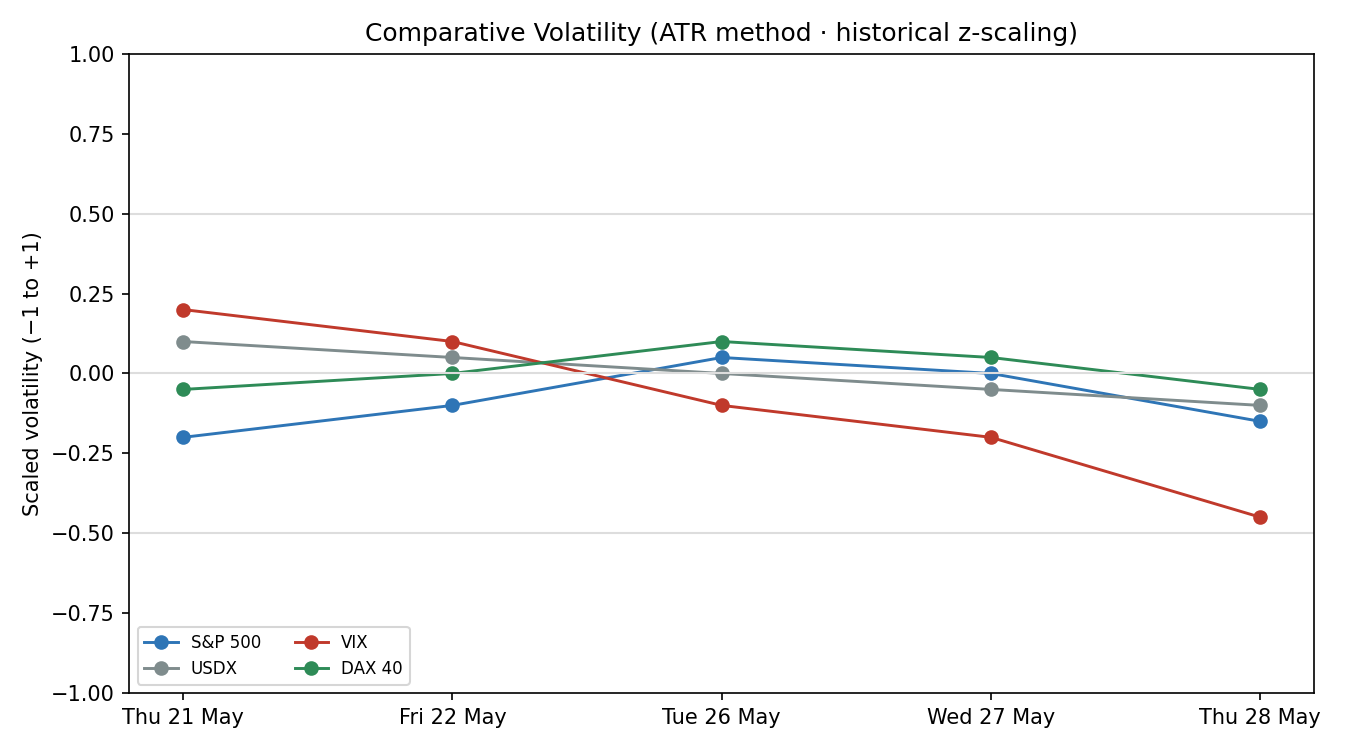 Comparative Volatility (ATR method · historical z-scaling)
Scaled volatility (−1 to +1)
1.00
0.75
0.50
0.25
0.00
−0.25
−0.50
−0.75
−1.00
S&P 500
USDX
VIX
DAX 40
Thu 21 May
Fri 22 May
Tue 26 May
Wed 27 May
Thu 28 May